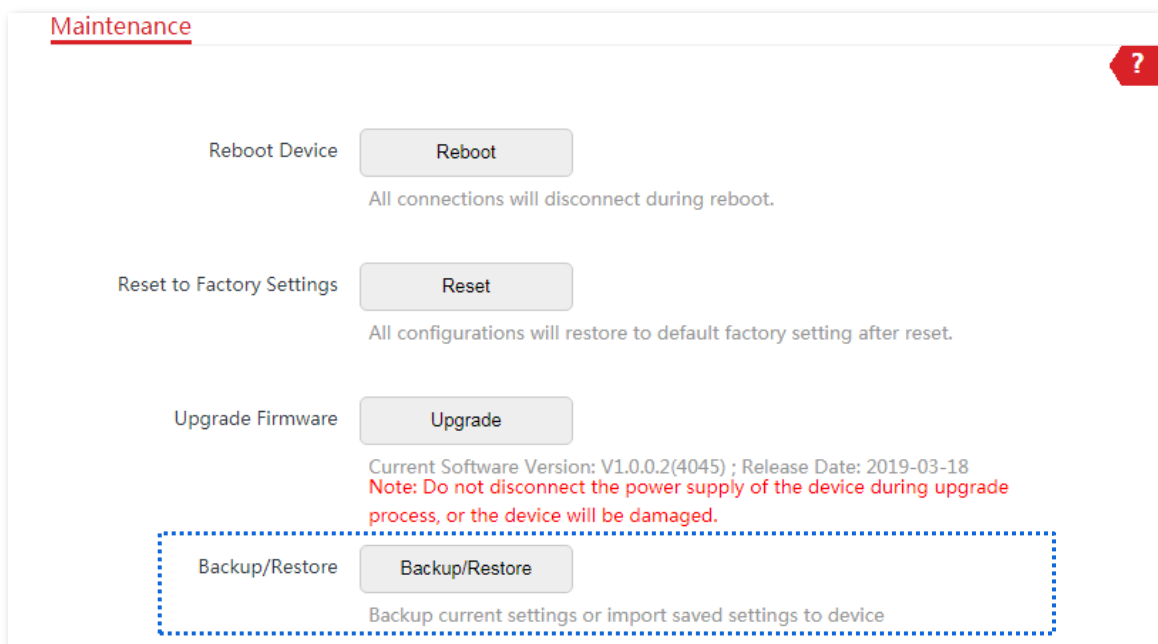 Maintenance
?
Reboot Device
Reboot
All connections will disconnect during reboot.
Reset to Factory Settings
Reset
All configurations will restore to default factory setting after reset.
Upgrade Firmware
Upgrade
Current Software Version: V1.0.0.2(4045) ; Release Date: 2019-03-18
Note: Do not disconnect the power supply of the device during upgrade
process, or the device will be damaged.
Backup/Restore
Backup/Restore
Backup current settings or import saved settings to device